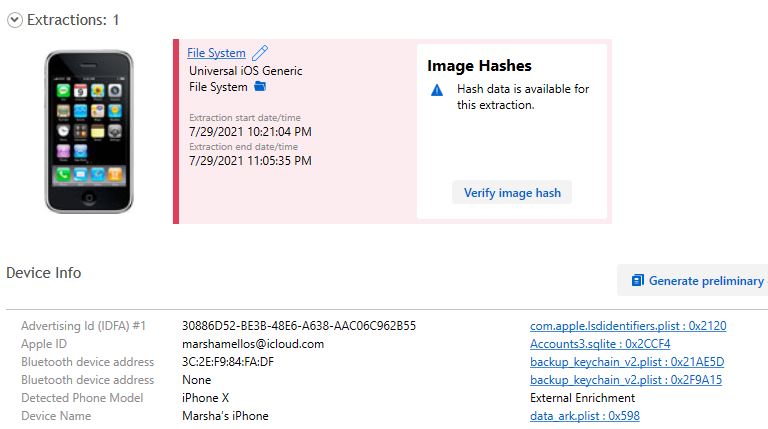 Extractions: 1
File System
Universal iOS Generic
File System
Extraction start date/time
7/29/2021 10:21:04 PM
Extraction end date/time
7/29/2021 11:05:35 PM
Image Hashes
Hash data is available for
this extraction.
Verify image hash
Device Info
Generate preliminary
Advertising Id (IDFA) #1 30886D52-BE3B-48E6-A638-AAC06C962B55 com.apple.lsdidentifiers.plist : 0x2120
Apple ID marshamellos@icloud.com Accounts3.sqlite : 0x2CCF4
Bluetooth device address 3C:2E:F9:84:FA:DF backup_keychain_v2.plist : 0x21AE5D
Bluetooth device address None backup_keychain_v2.plist : 0x2F9A15
Detected Phone Model iPhone X External Enrichment
Device Name Marsha's iPhone data_ark.plist : 0x598